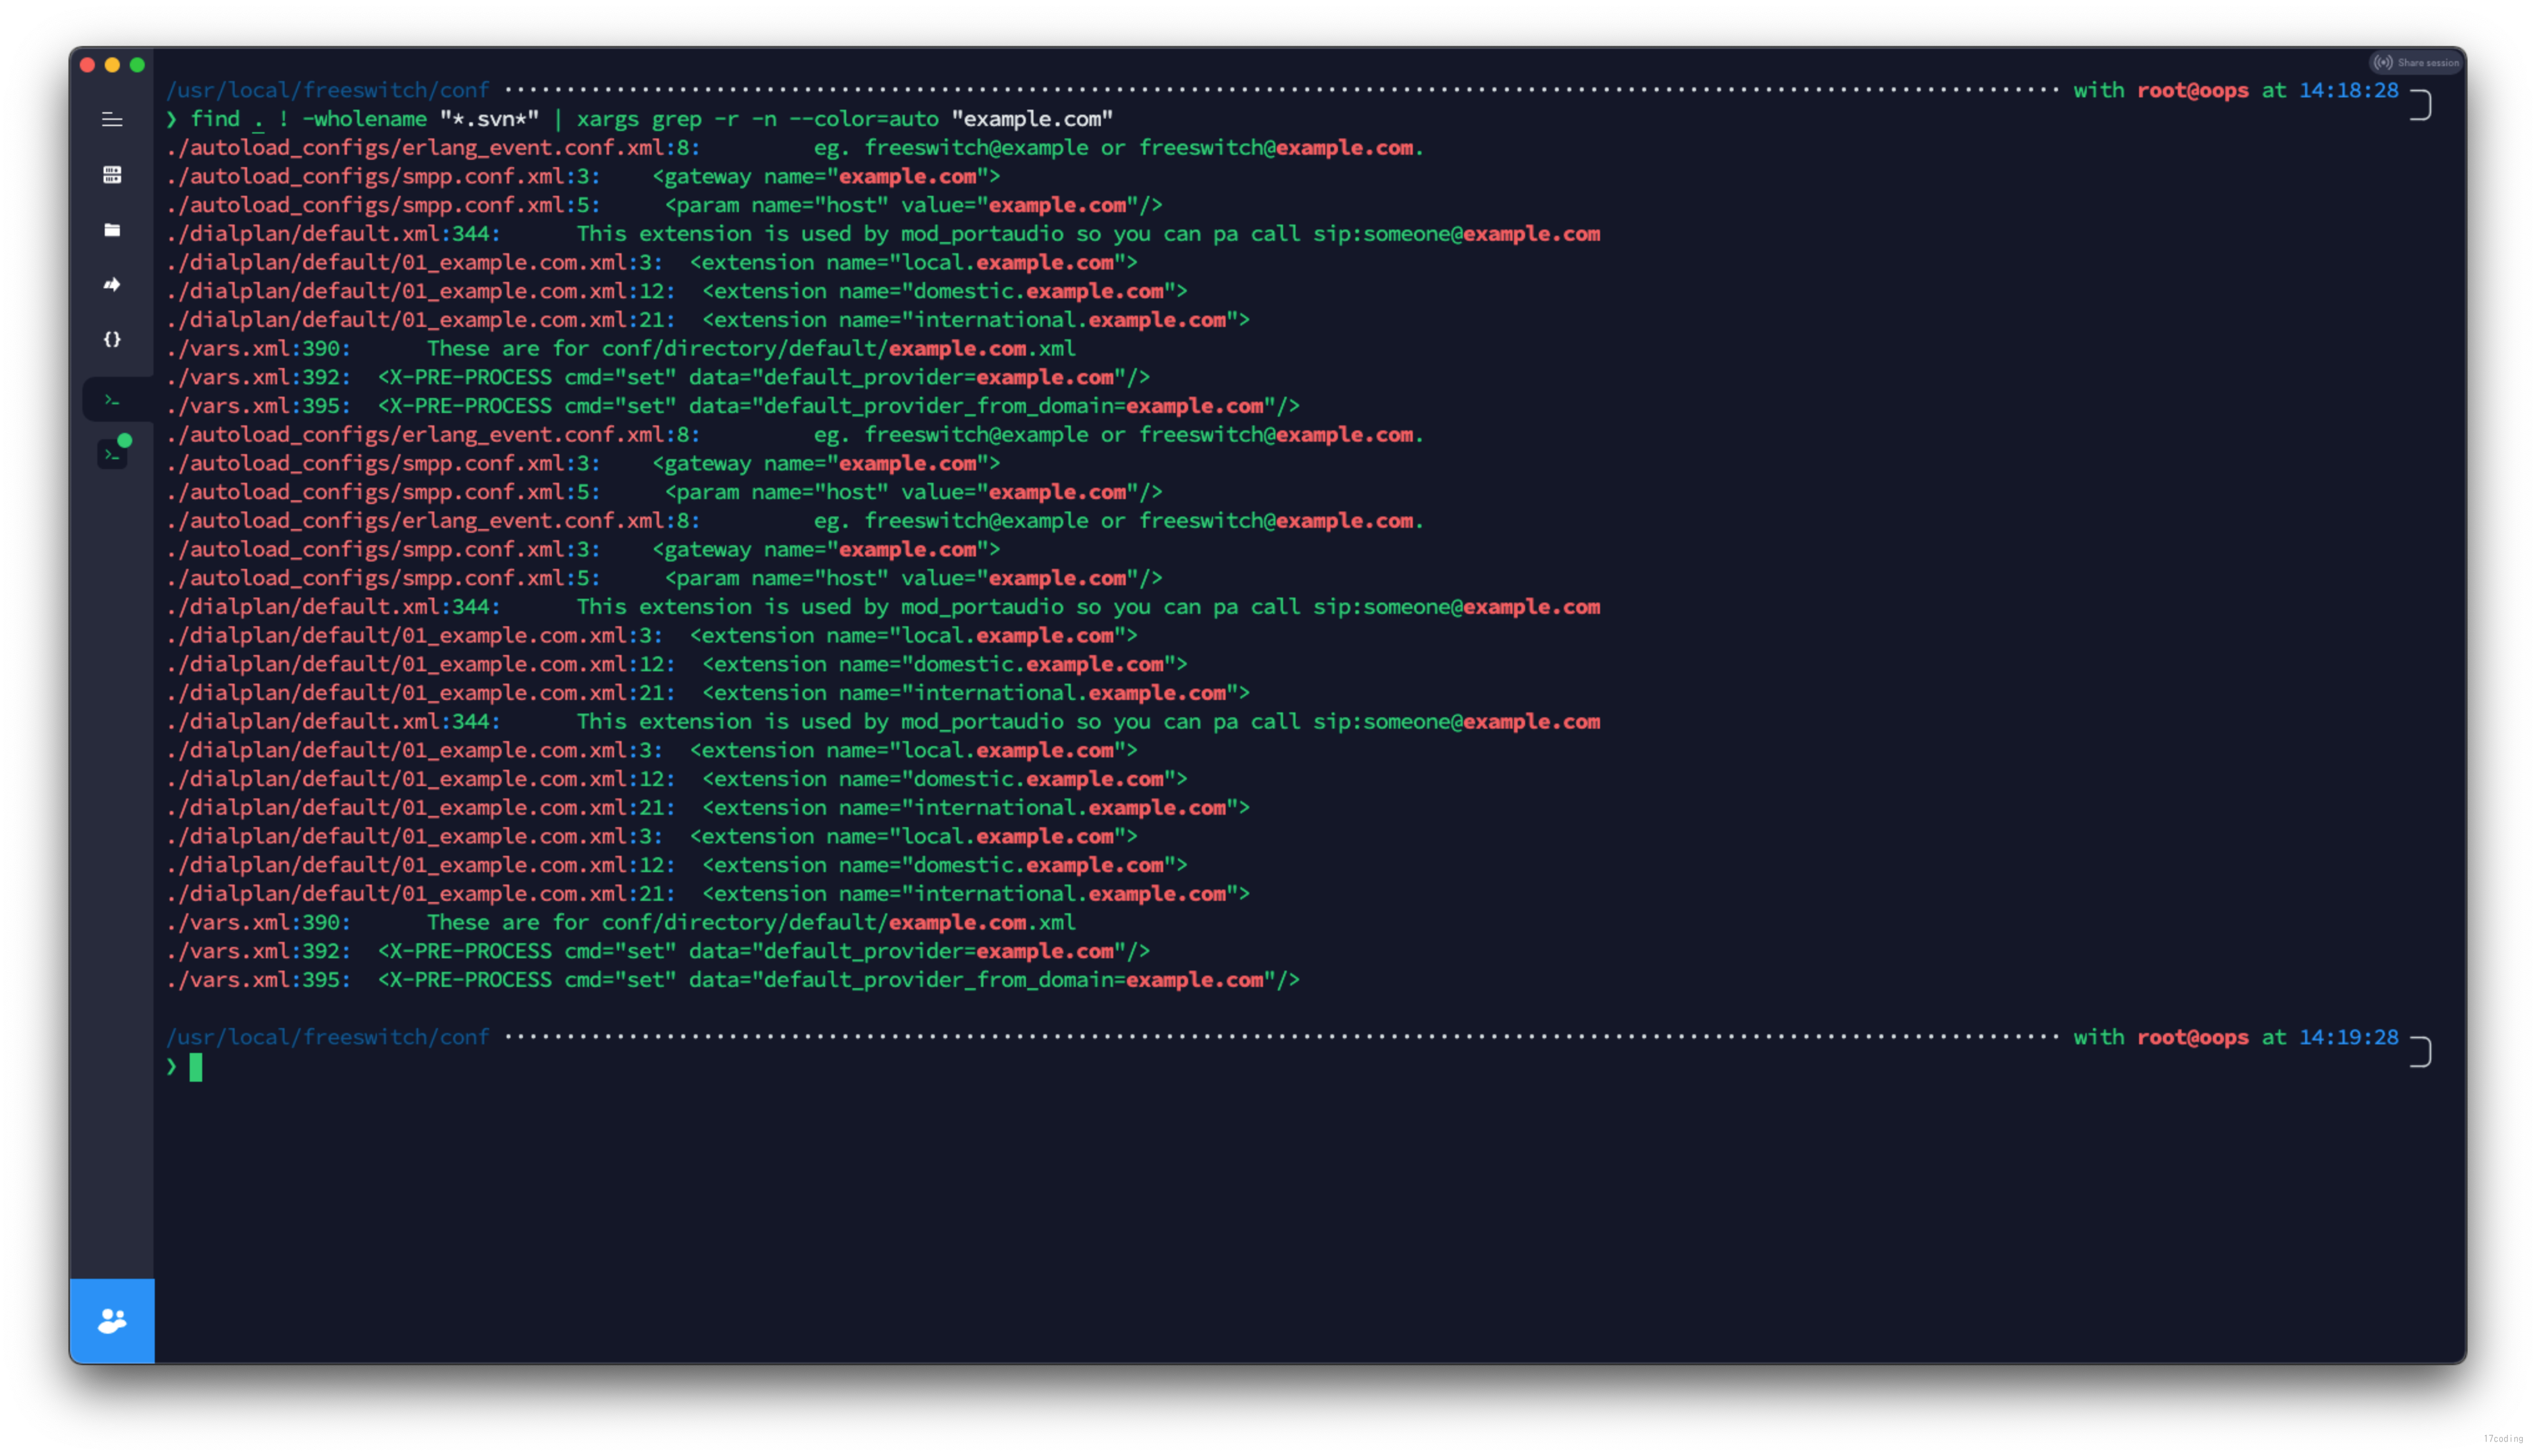 Share session
/usr/local/freeswitch/conf ································ with root@oops at 14:18:28
❯ find . ! -wholename "*.svn*" | xargs grep -r -n --color=auto "example.com"
./autoload_configs/erlang_event.conf.xml:8:         eg. freeswitch@example or freeswitch@example.com.
./autoload_configs/smpp.conf.xml:3:    <gateway name="example.com">
./autoload_configs/smpp.conf.xml:5:     <param name="host" value="example.com"/>
./dialplan/default.xml:344:      This extension is used by mod_portaudio so you can pa call sip:someone@example.com
./dialplan/default/01_example.com.xml:3:  <extension name="local.example.com">
./dialplan/default/01_example.com.xml:12:  <extension name="domestic.example.com">
./dialplan/default/01_example.com.xml:21:  <extension name="international.example.com">
./vars.xml:390:      These are for conf/directory/default/example.com.xml
./vars.xml:392:  <X-PRE-PROCESS cmd="set" data="default_provider=example.com"/>
./vars.xml:395:  <X-PRE-PROCESS cmd="set" data="default_provider_from_domain=example.com"/>
./autoload_configs/erlang_event.conf.xml:8:         eg. freeswitch@example or freeswitch@example.com.
./autoload_configs/smpp.conf.xml:3:    <gateway name="example.com">
./autoload_configs/smpp.conf.xml:5:     <param name="host" value="example.com"/>
./autoload_configs/erlang_event.conf.xml:8:         eg. freeswitch@example or freeswitch@example.com.
./autoload_configs/smpp.conf.xml:3:    <gateway name="example.com">
./autoload_configs/smpp.conf.xml:5:     <param name="host" value="example.com"/>
./dialplan/default.xml:344:      This extension is used by mod_portaudio so you can pa call sip:someone@example.com
./dialplan/default/01_example.com.xml:3:  <extension name="local.example.com">
./dialplan/default/01_example.com.xml:12:  <extension name="domestic.example.com">
./dialplan/default/01_example.com.xml:21:  <extension name="international.example.com">
./dialplan/default.xml:344:      This extension is used by mod_portaudio so you can pa call sip:someone@example.com
./dialplan/default/01_example.com.xml:3:  <extension name="local.example.com">
./dialplan/default/01_example.com.xml:12:  <extension name="domestic.example.com">
./dialplan/default/01_example.com.xml:21:  <extension name="international.example.com">
./dialplan/default/01_example.com.xml:3:  <extension name="local.example.com">
./dialplan/default/01_example.com.xml:12:  <extension name="domestic.example.com">
./dialplan/default/01_example.com.xml:21:  <extension name="international.example.com">
./vars.xml:390:      These are for conf/directory/default/example.com.xml
./vars.xml:392:  <X-PRE-PROCESS cmd="set" data="default_provider=example.com"/>
./vars.xml:395:  <X-PRE-PROCESS cmd="set" data="default_provider_from_domain=example.com"/>
/usr/local/freeswitch/conf ································ with root@oops at 14:19:28
❯
17coding